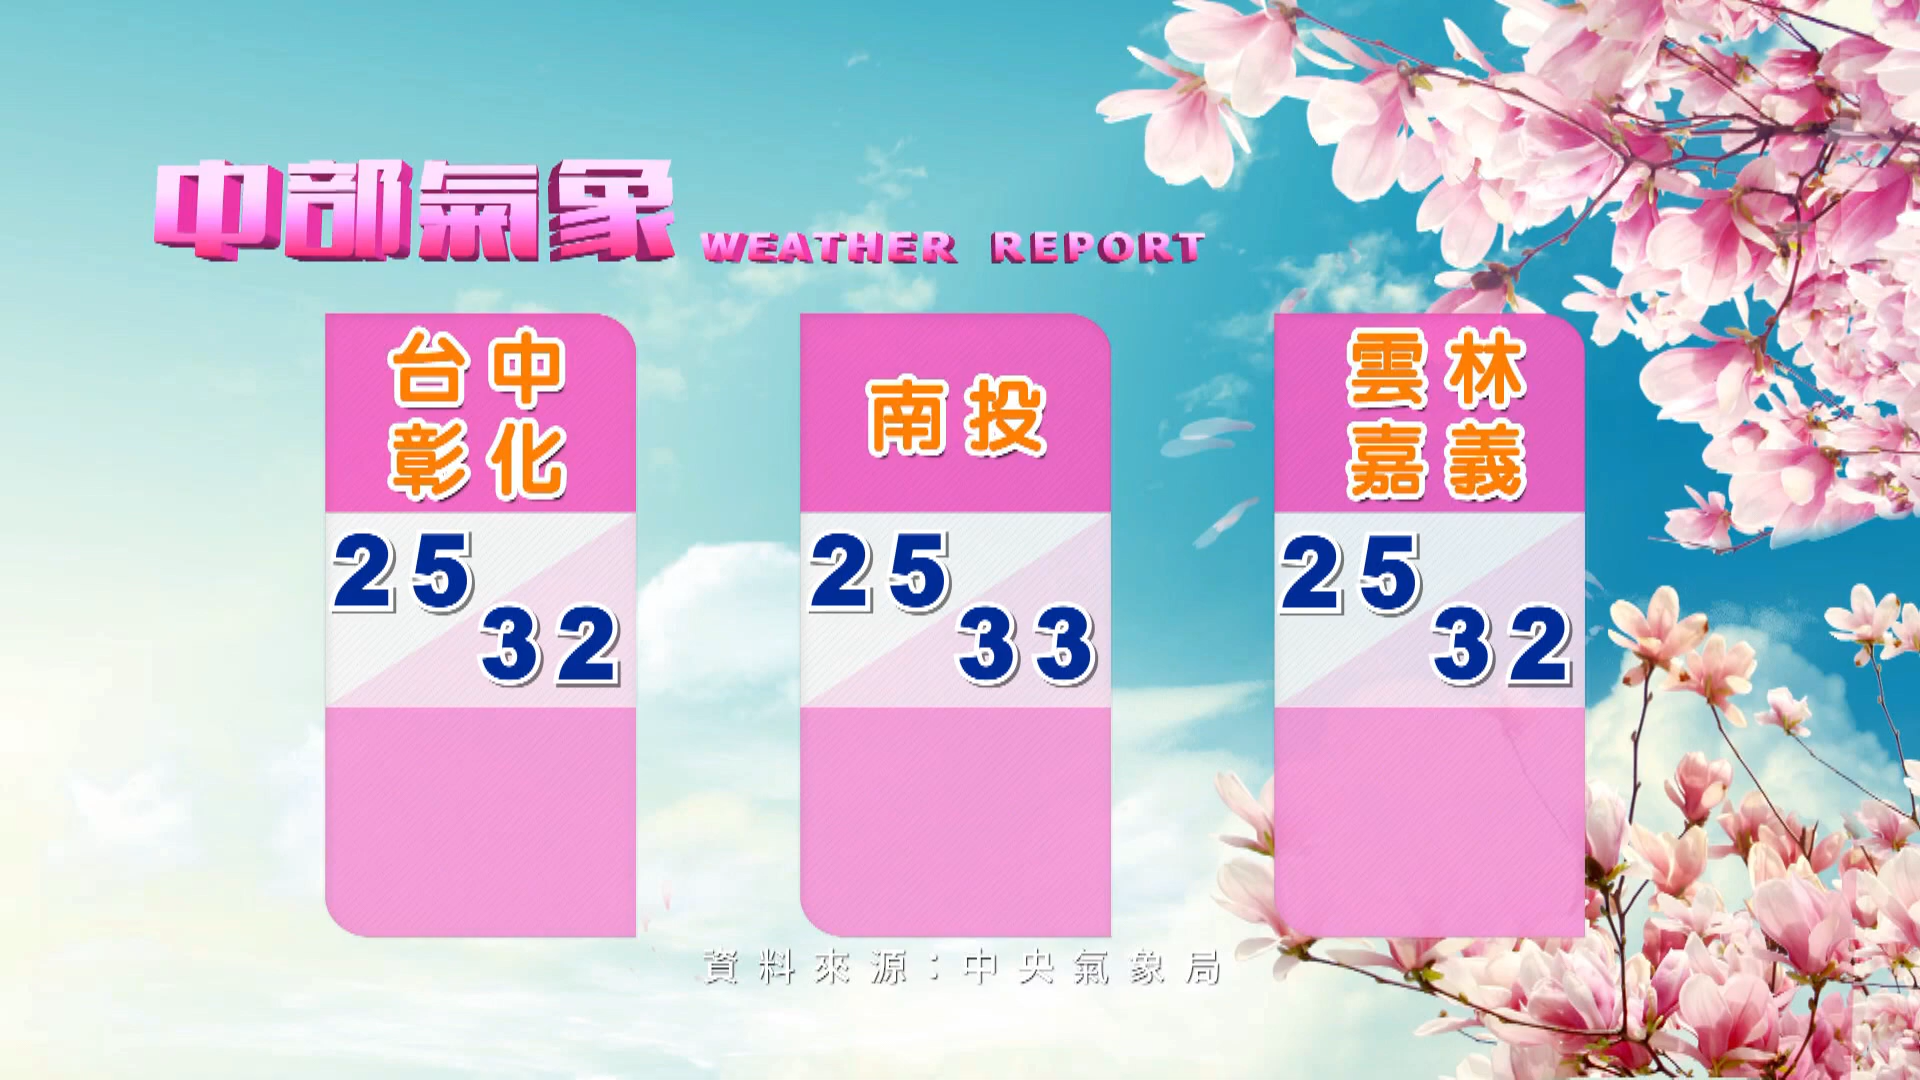 中部氣象 WEATHER REPORT
台中
彰化
25
32
南投
25
33
雲林
嘉義
25
32
資料來源：中央氣象局